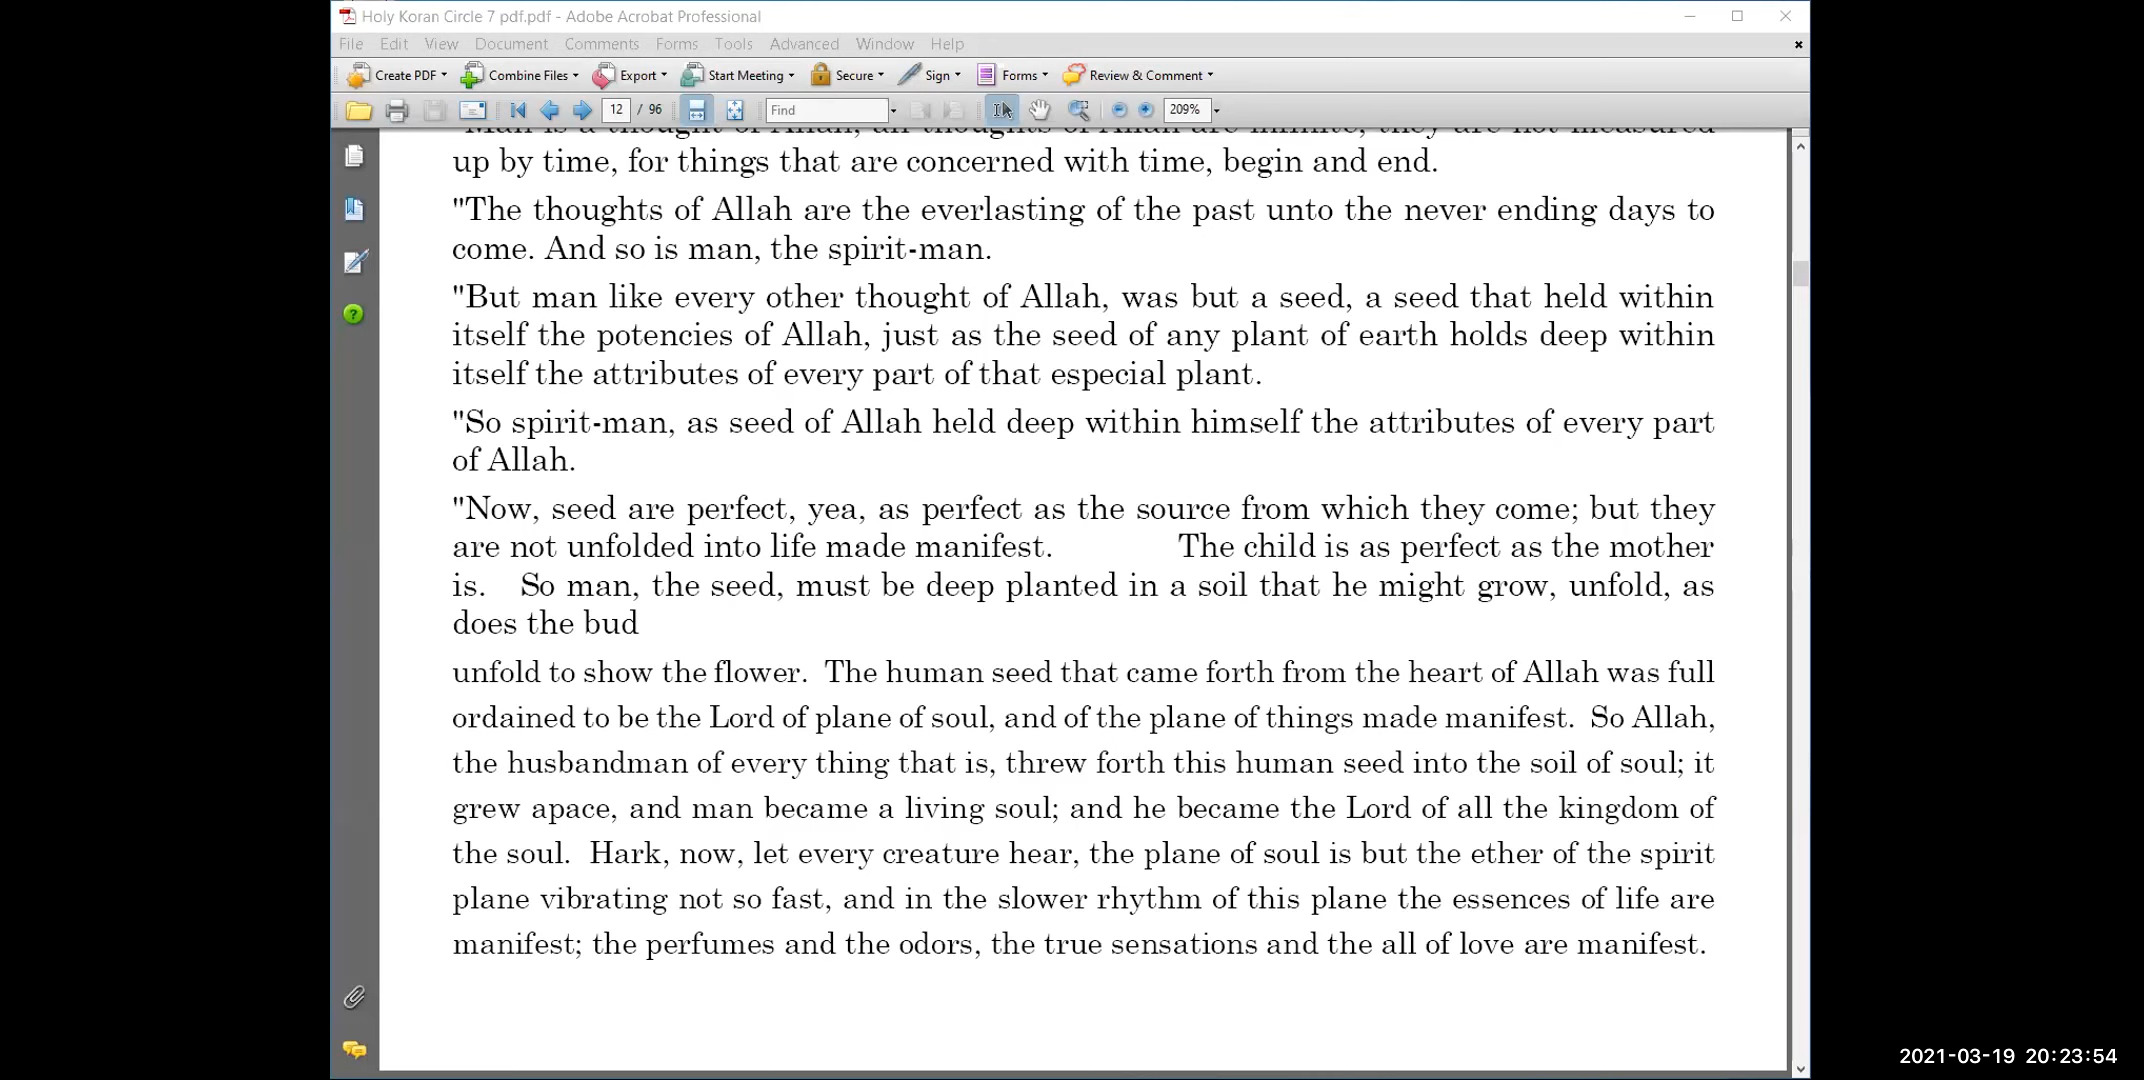 Holy Koran Circle 7 pdf.pdf - Adobe Acrobat Professional
File Edit View Document Comments Forms Tools Advanced Window Help
Create PDF Combine Files Export Start Meeting Secure Sign Forms Review & Comment
12 / 96 Find 209%
"Man is a thought of Allah; all thoughts of Allah are infinite; they are not measured
up by time, for things that are concerned with time, begin and end.
"The thoughts of Allah are the everlasting of the past unto the never ending days to
come. And so is man, the spirit-man.
"But man like every other thought of Allah, was but a seed, a seed that held within
itself the potencies of Allah, just as the seed of any plant of earth holds deep within
itself the attributes of every part of that especial plant.
"So spirit-man, as seed of Allah held deep within himself the attributes of every part
of Allah.
"Now, seed are perfect, yea, as perfect as the source from which they come; but they
are not unfolded into life made manifest. The child is as perfect as the mother
is. So man, the seed, must be deep planted in a soil that he might grow, unfold, as
does the bud
unfold to show the flower. The human seed that came forth from the heart of Allah was full
ordained to be the Lord of plane of soul, and of the plane of things made manifest. So Allah,
the husbandman of every thing that is, threw forth this human seed into the soil of soul; it
grew apace, and man became a living soul; and he became the Lord of all the kingdom of
the soul. Hark, now, let every creature hear, the plane of soul is but the ether of the spirit
plane vibrating not so fast, and in the slower rhythm of this plane the essences of life are
manifest; the perfumes and the odors, the true sensations and the all of love are manifest.
2021-03-19 20:23:54